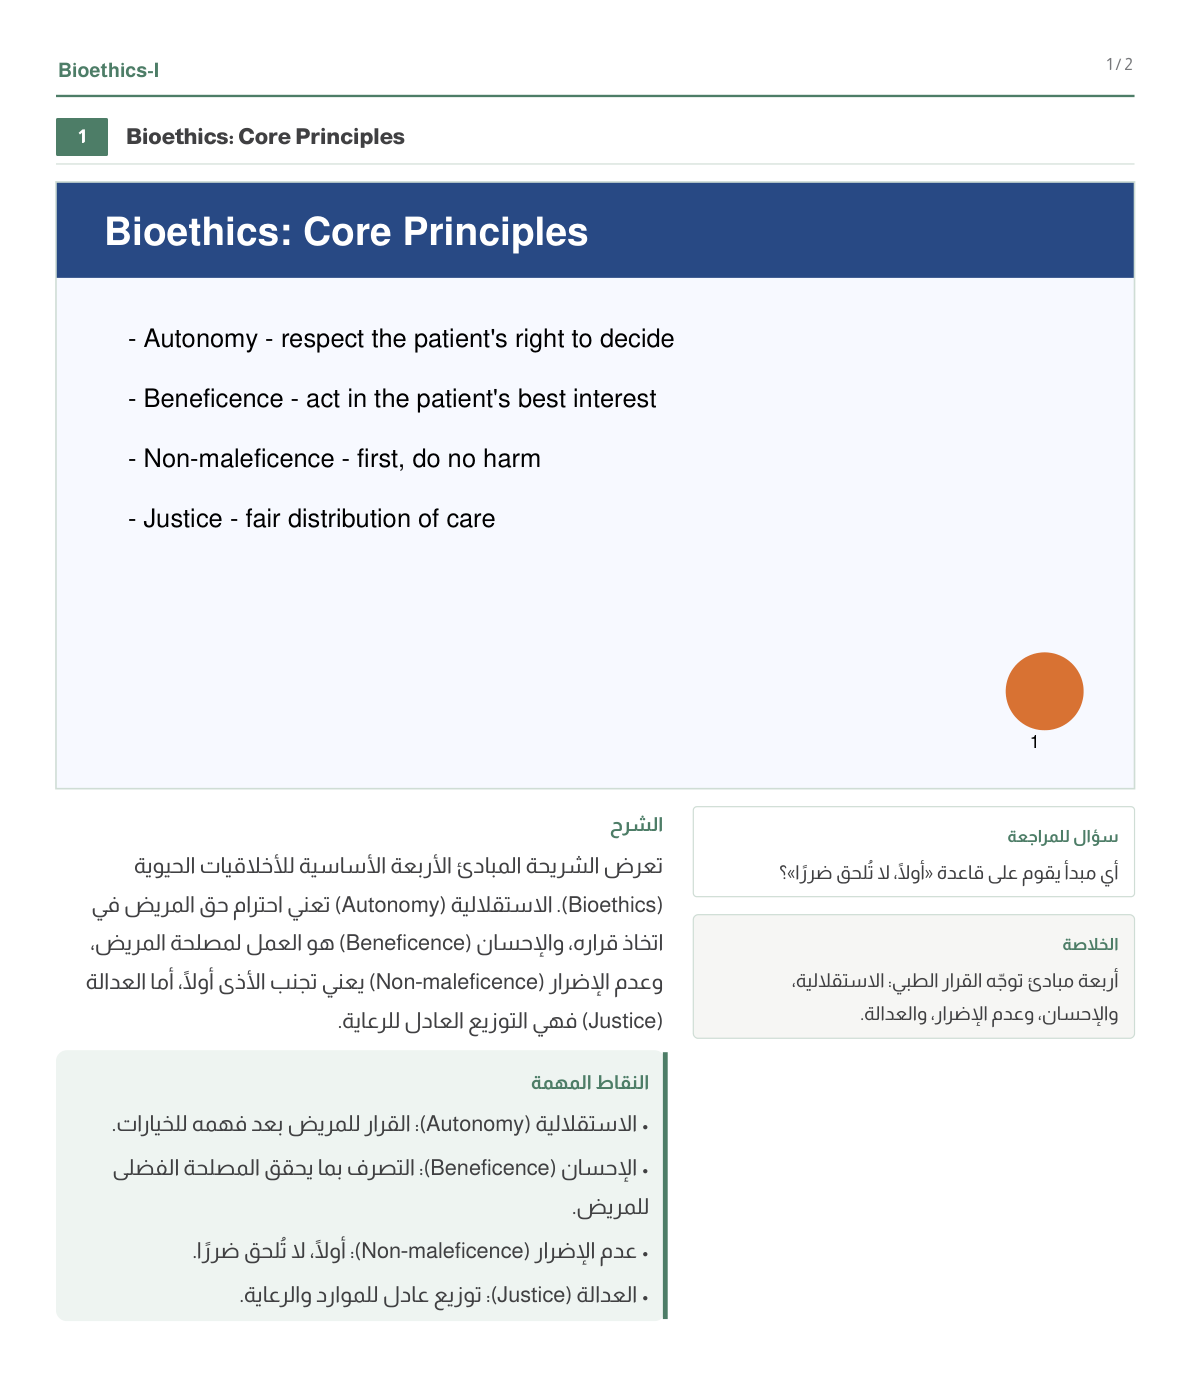 Bioethics-I
1 / 2
1
Bioethics: Core Principles
Bioethics: Core Principles
- Autonomy - respect the patient's right to decide
- Beneficence - act in the patient's best interest
- Non-maleficence - first, do no harm
- Justice - fair distribution of care
1
سؤال للمراجعة
أي مبدأ يقوم على قاعدة «أولًا، لا تُلحق ضررًا»؟
الخلاصة
أربعة مبادئ توجّه القرار الطبي: الاستقلالية،
والإحسان، وعدم الإضرار، والعدالة.
الشرح
تعرض الشريحة المبادئ الأربعة الأساسية للأخلاقيات الحيوية
(Bioethics). الاستقلالية (Autonomy) تعني احترام حق المريض في
اتخاذ قراره، والإحسان (Beneficence) هو العمل لمصلحة المريض،
وعدم الإضرار (Non-maleficence) يعني تجنب الأذى أولًا، أما العدالة
(Justice) فهي التوزيع العادل للرعاية.
النقاط المهمة
• الاستقلالية (Autonomy): القرار للمريض بعد فهمه للخيارات.
• الإحسان (Beneficence): التصرف بما يحقق المصلحة الفضلى
للمريض.
• عدم الإضرار (Non-maleficence): أولًا، لا تُلحق ضررًا.
• العدالة (Justice): توزيع عادل للموارد والرعاية.